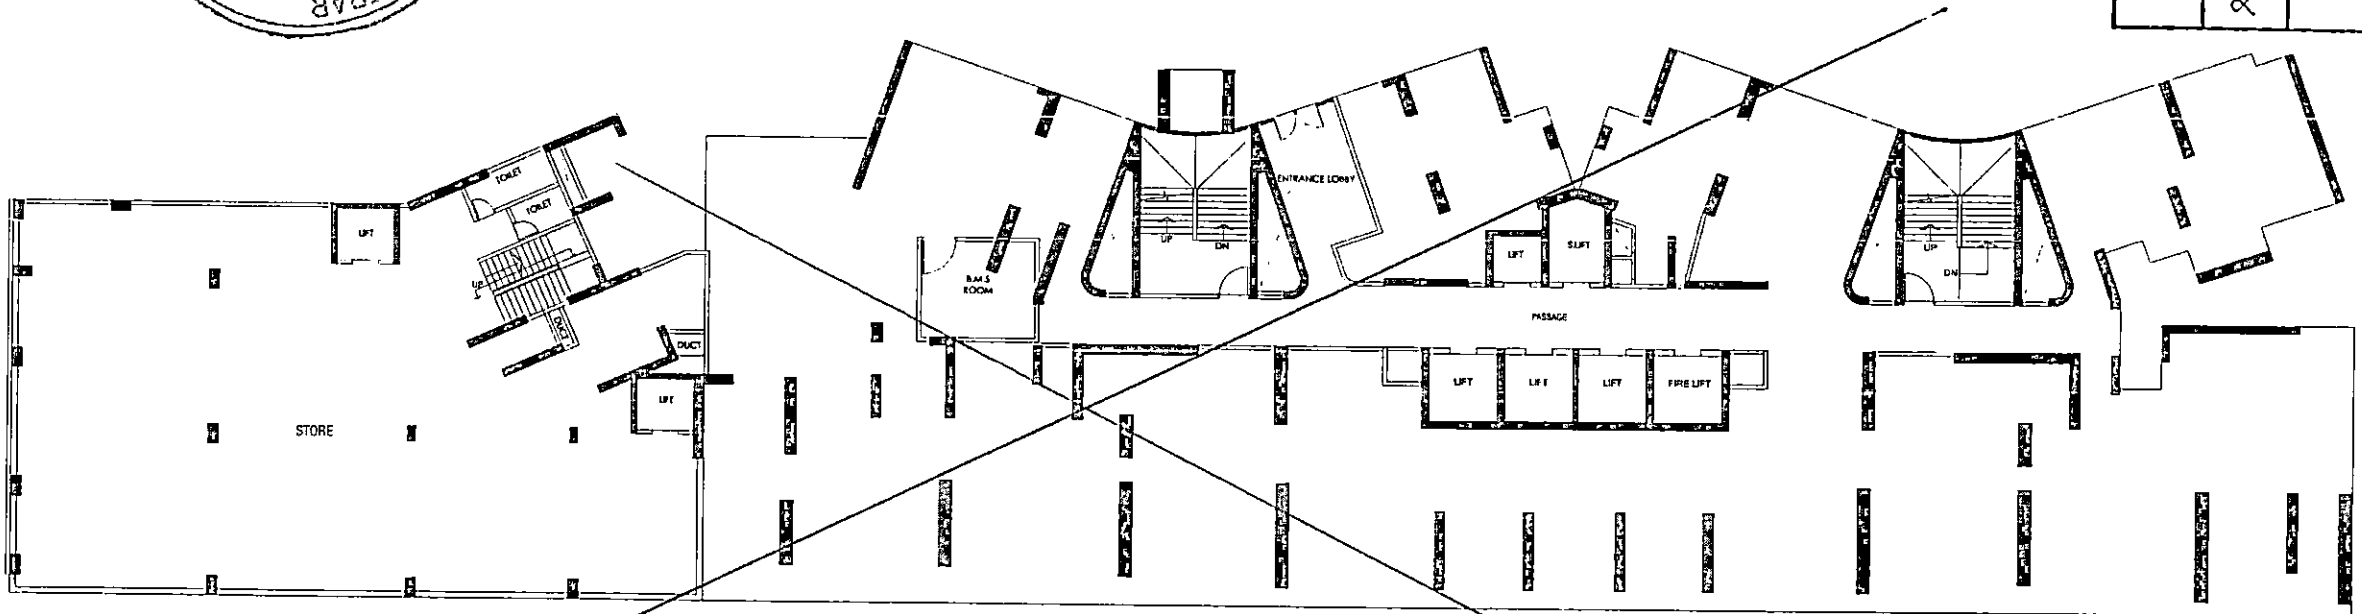 TOILET
TOILET
LIFT
UP
DUCT
DUCT
LIFT
STORE
B.M.S
ROOM
UP
DN
ENTRANCE LOBBY
LIFT
S.LIFT
PASSAGE
LIFT
LIFT
LIFT
FIRE LIFT
UP
DN